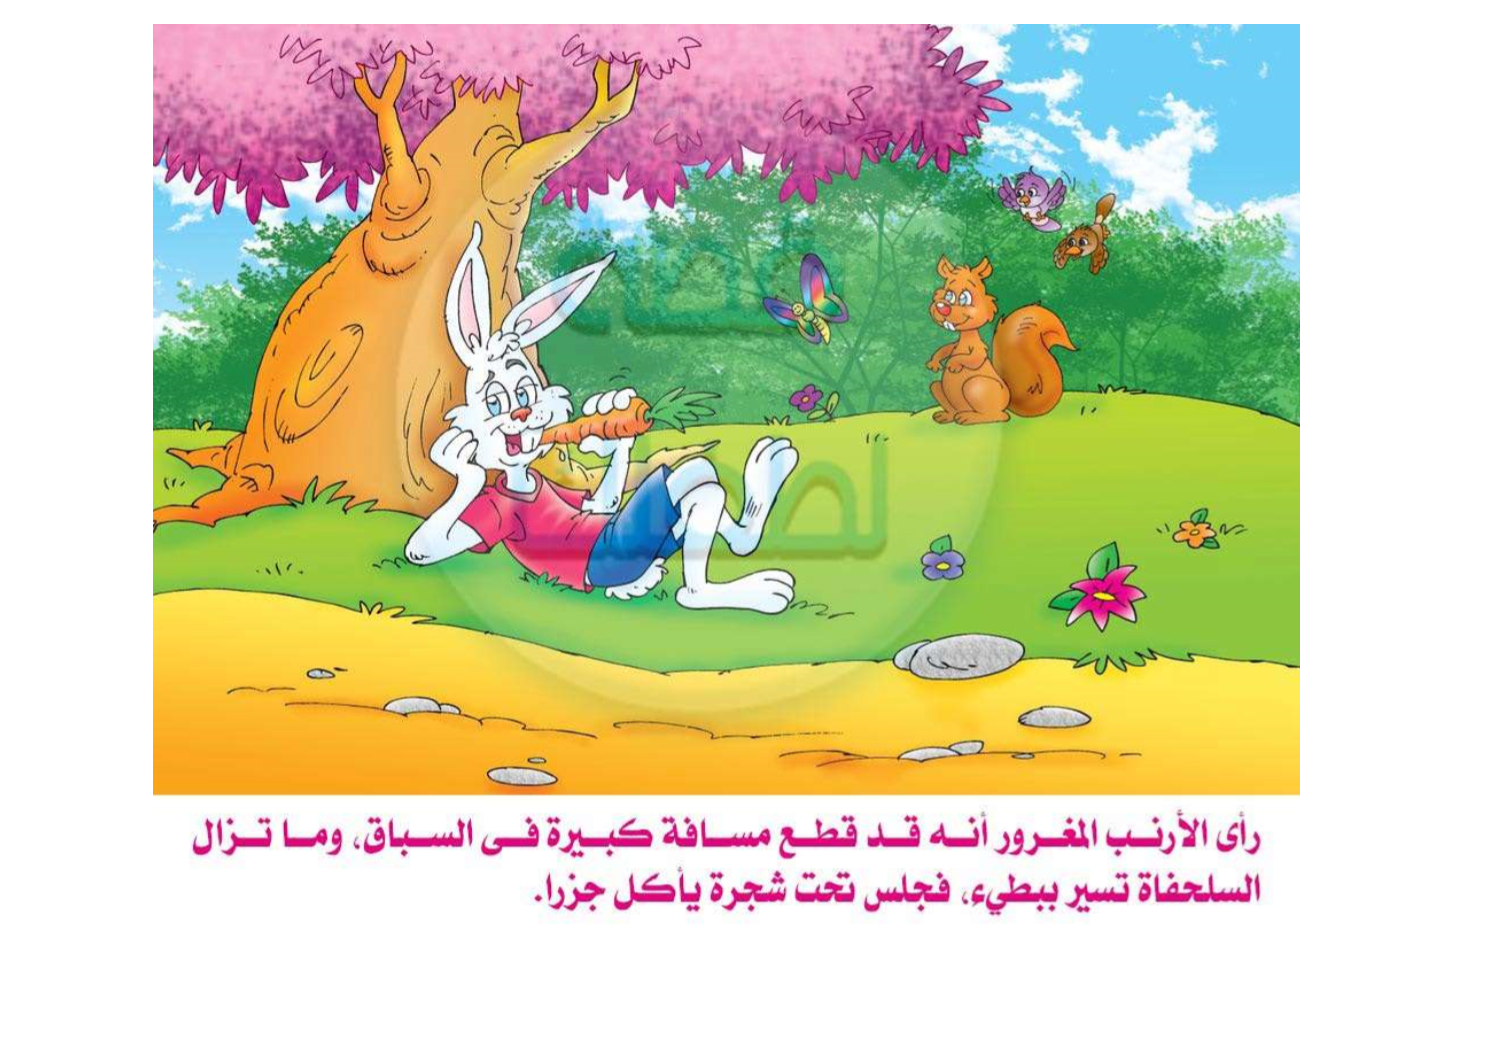 رأى الأرنب المغرور أنه قد قطع مسافة كبيرة فى السباق، وما تزال
السلحفاة تسير ببطيء، فجلس تحت شجرة يأكل جزرا.